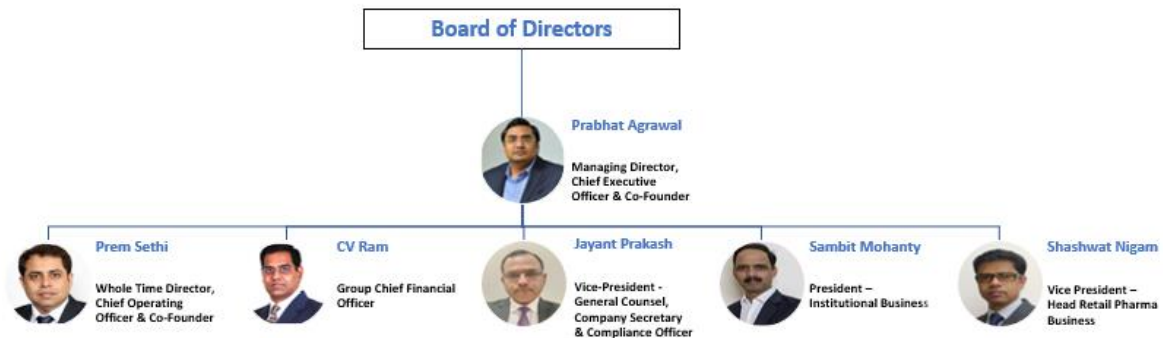 Board of Directors
Prabhat Agrawal
Managing Director,
Chief Executive
Officer & Co-Founder
Prem Sethi
Whole Time Director,
Chief Operating
Officer & Co-Founder
CV Ram
Group Chief Financial
Officer
Jayant Prakash
Vice-President -
General Counsel,
Company Secretary
& Compliance Officer
Sambit Mohanty
President –
Institutional Business
Shashwat Nigam
Vice President –
Head Retail Pharma
Business